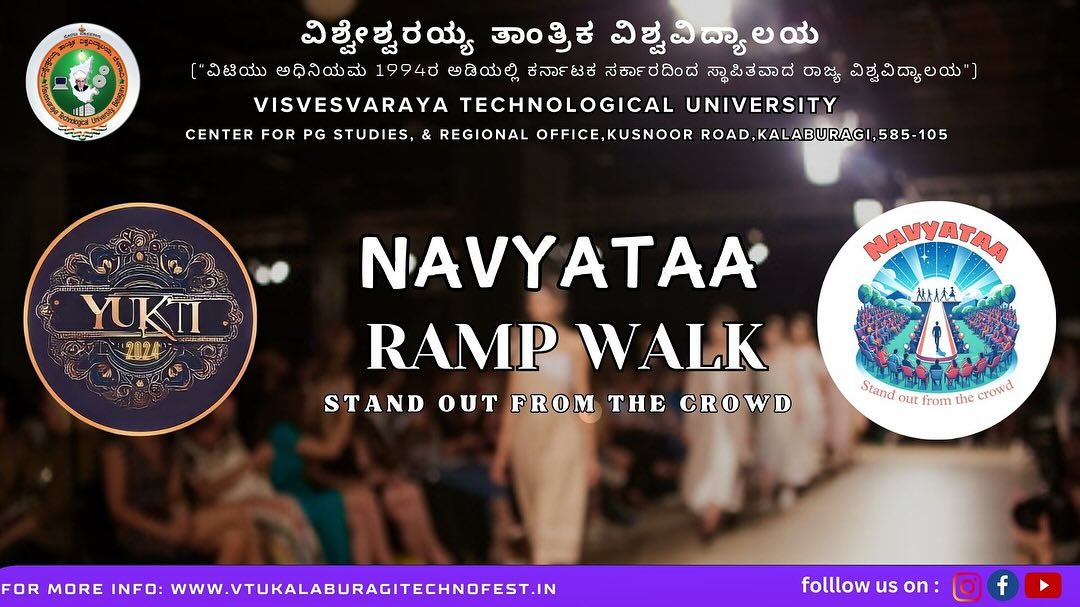 ವಿಶ್ವೇಶ್ವರಯ್ಯ ತಾಂತ್ರಿಕ ವಿಶ್ವವಿದ್ಯಾಲಯ
("ವಿಟಿಯು ಅಧಿನಿಯಮ 1994ರ ಅಡಿಯಲ್ಲಿ ಕರ್ನಾಟಕ ಸರ್ಕಾರದಿಂದ ಸ್ಥಾಪಿತವಾದ ರಾಜ್ಯ ವಿಶ್ವವಿದ್ಯಾಲಯ")
VISVESVARAYA TECHNOLOGICAL UNIVERSITY
CENTER FOR PG STUDIES, & REGIONAL OFFICE,KUSNOOR ROAD,KALABURAGI,585-105
YUKTI
2024
NAVYATAA
RAMP WALK
STAND OUT FROM THE CROWD
NAVYATAA
Stand out from the crowd
FOR MORE INFO: WWW.VTUKALABURAGITECHNOFEST.IN
folllow us on :